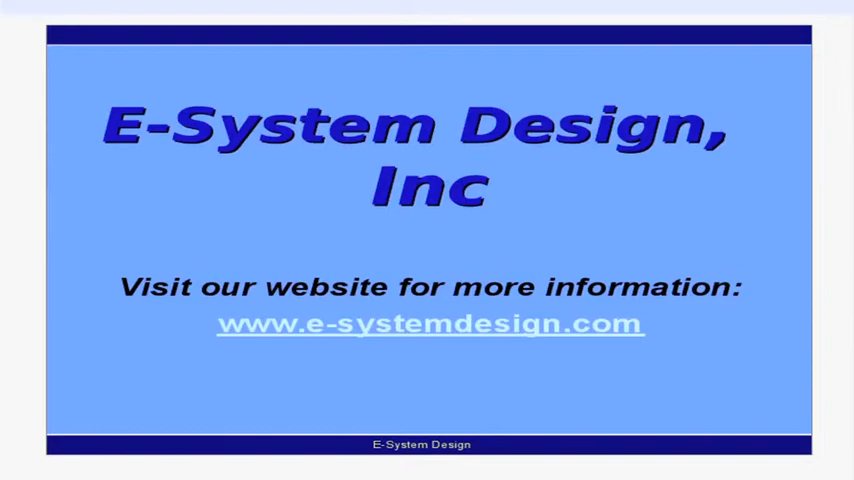 E-System Design,
Inc
Visit our website for more information:
www.e-systemdesign.com
E-System Design